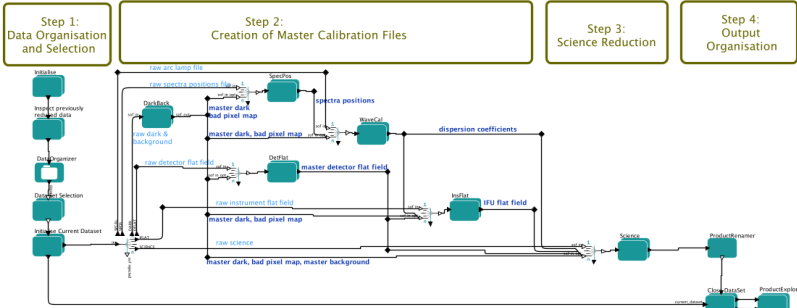 Step 1:
Data Organisation
and Selection
Step 2:
Creation of Master Calibration Files
Step 3:
Science Reduction
Step 4:
Output
Organisation
Initialise
Inspect previously
reduced data
DataOrganizer
Initialise Current Dataset
raw arc lamp file
raw spectra positions file
DarkBack
master dark
bad pixel map
raw dark &
background
SpecPos
spectra positions
master dark, bad pixel map
WaveCal
dispersion coefficients
raw detector flat field
DetFlat
master detector flat field
raw instrument flat field
master dark, bad pixel map
InsFlat
IFU flat field
raw science
master dark, bad pixel map, master background
Science
ProductRenamer
current_dataset